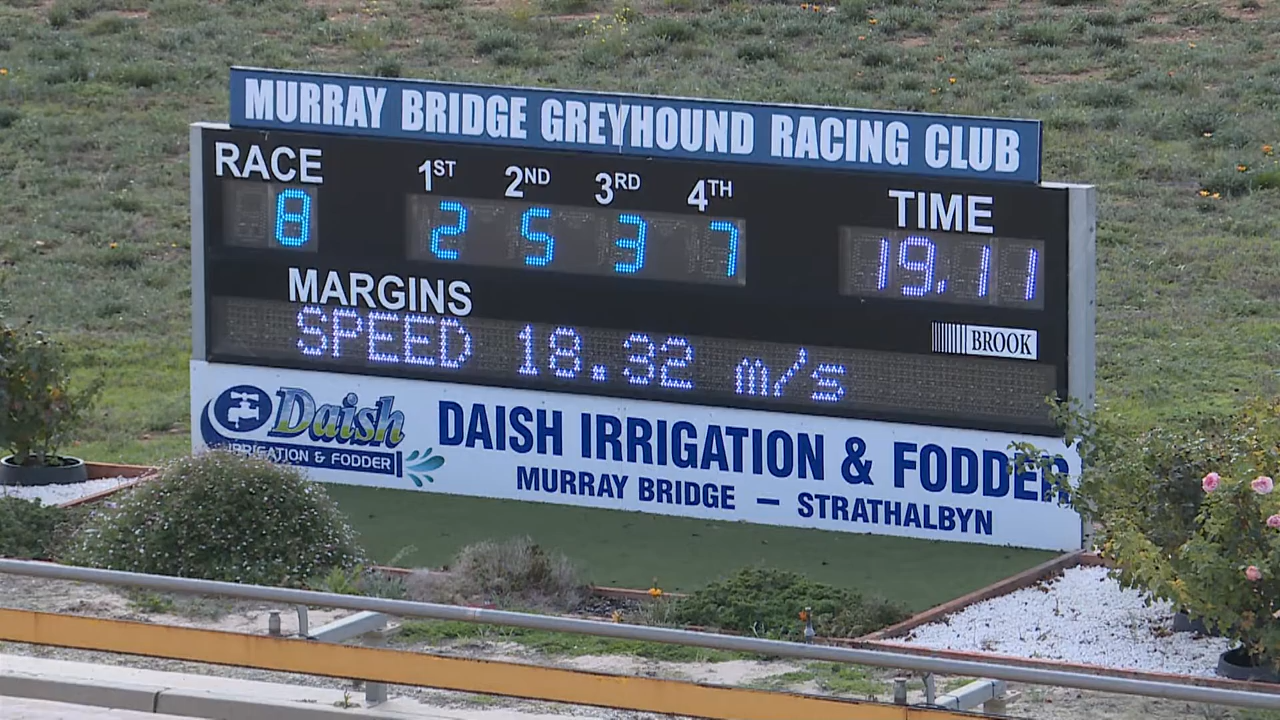 MURRAY BRIDGE GREYHOUND RACING CLUB
RACE 1ST 2ND 3RD 4TH TIME
8 2 5 3 7 19.11
MARGINS
BROOK
SPEED 18.32 m/s
Daish
IRRIGATION & FODDER
DAISH IRRIGATION & FODDER
MURRAY BRIDGE – STRATHALBYN